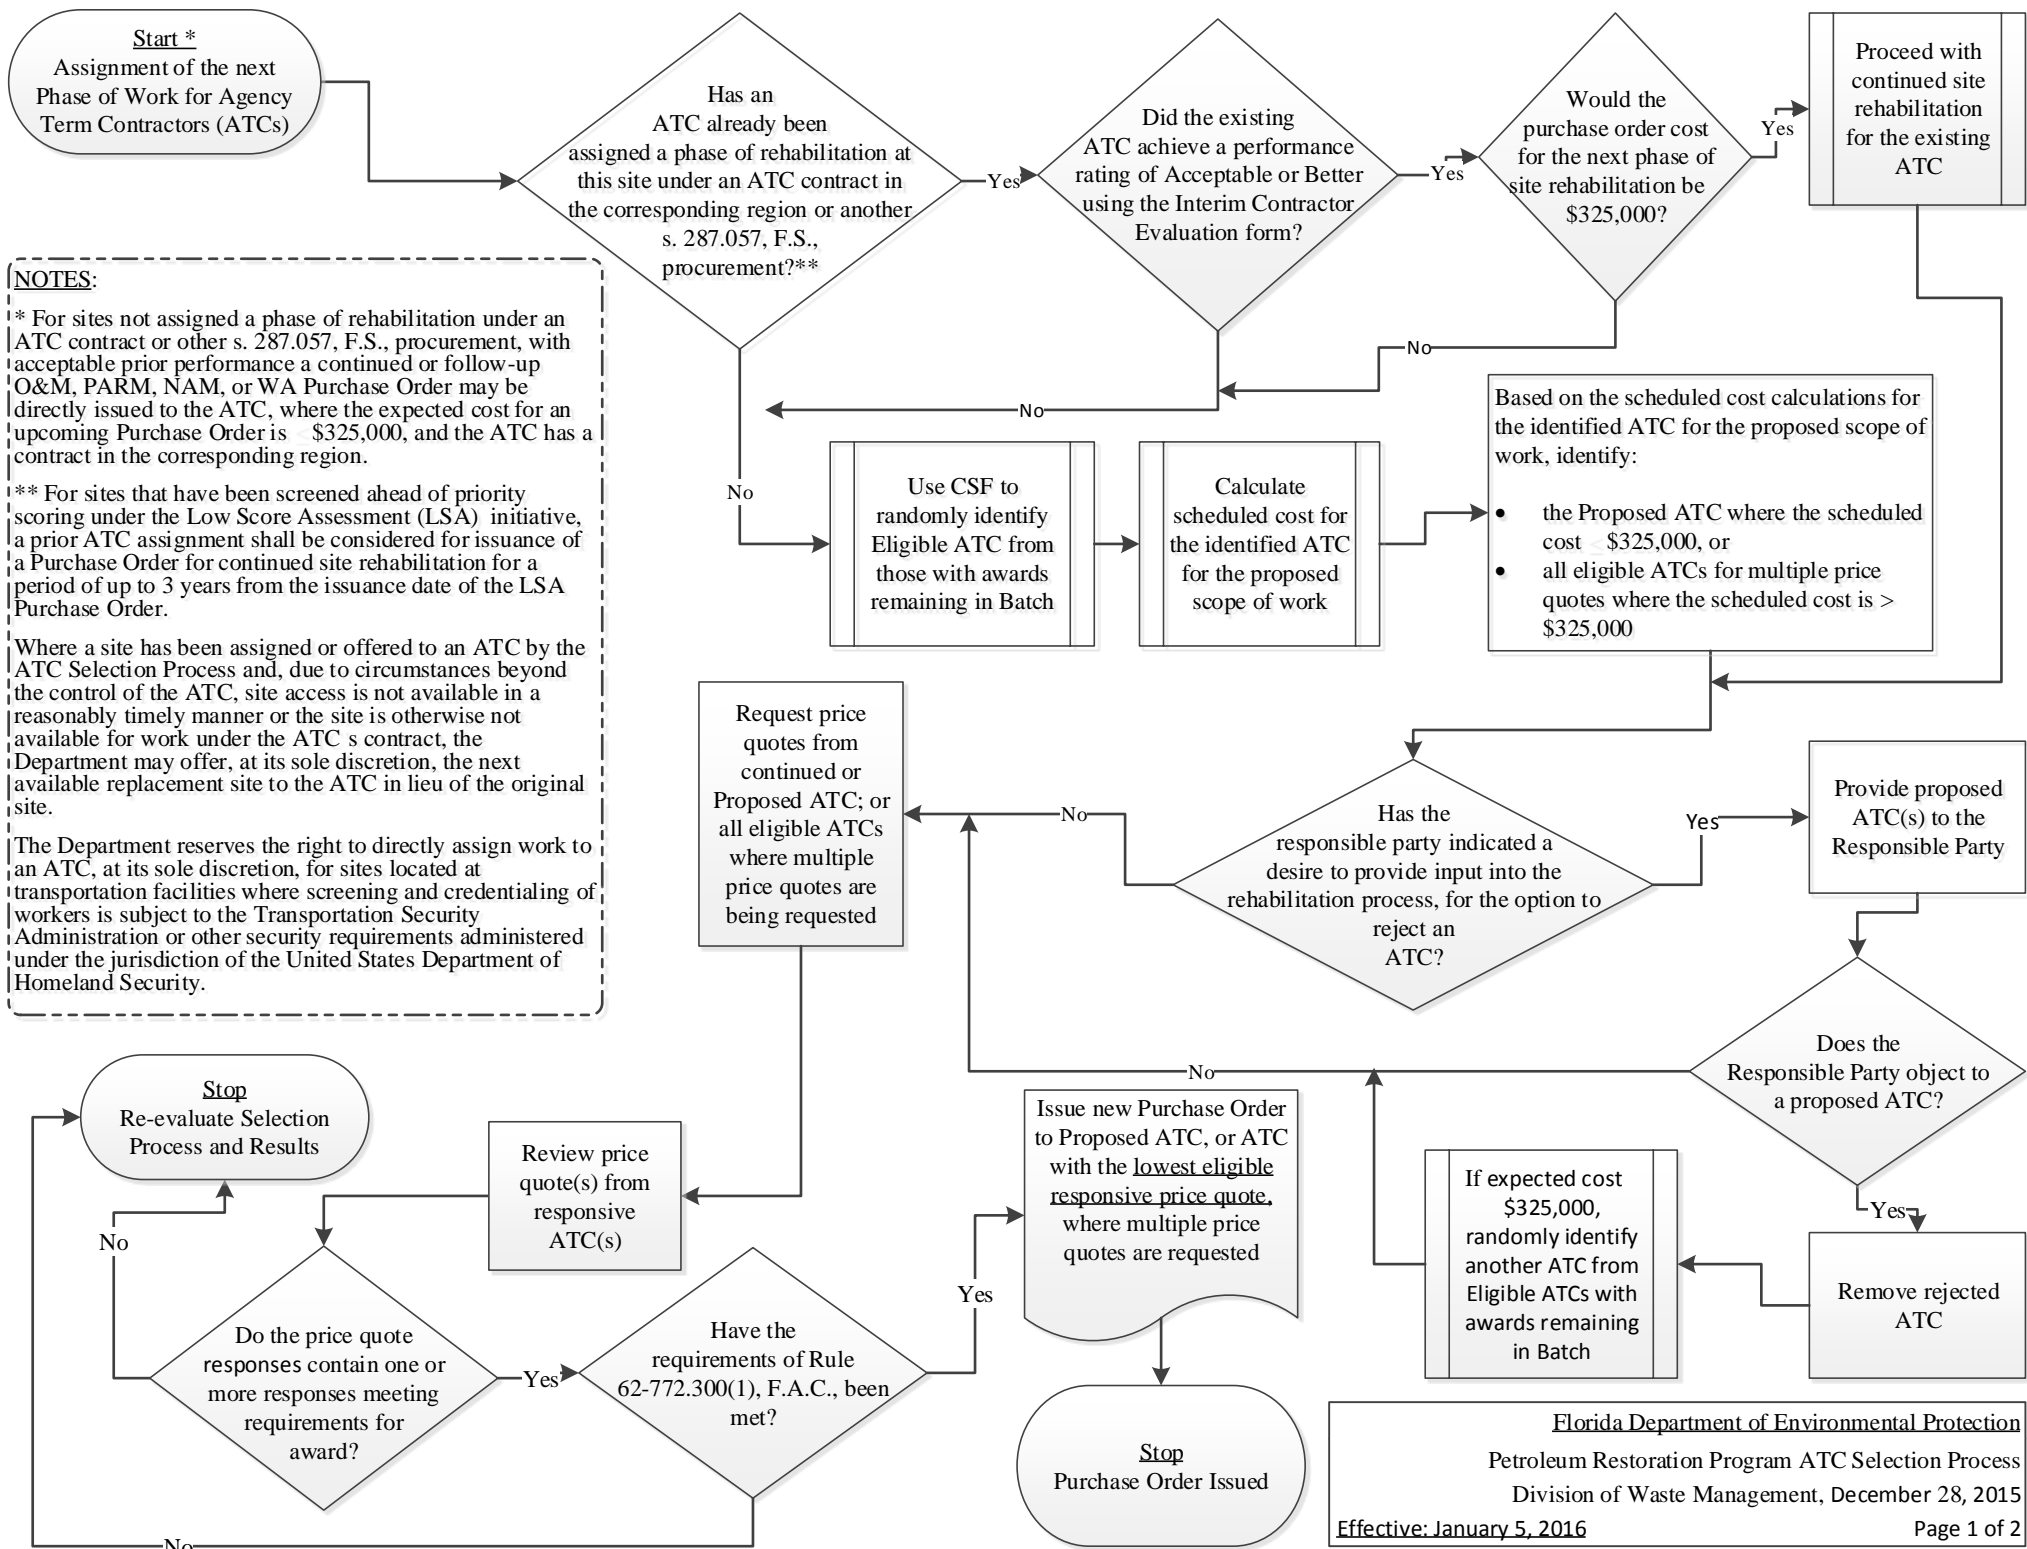 Start *
Assignment of the next
Phase of Work for Agency
Term Contractors (ATCs)
Has an
ATC already been
assigned a phase of rehabilitation at
this site under an ATC contract in
the corresponding region or another
s. 287.057, F.S.,
procurement?**
Yes
No
Did the existing
ATC achieve a performance
rating of Acceptable or Better
using the Interim Contractor
Evaluation form?
Yes
No
Would the
purchase order cost
for the next phase of
site rehabilitation be
$325,000?
Yes
No
Proceed with
continued site
rehabilitation
for the existing
ATC
NOTES:
* For sites not assigned a phase of rehabilitation under an
ATC contract or other s. 287.057, F.S., procurement, with
acceptable prior performance a continued or follow-up
O&M, PARM, NAM, or WA Purchase Order may be
directly issued to the ATC, where the expected cost for an
upcoming Purchase Order is ≤ $325,000, and the ATC has a
contract in the corresponding region.
** For sites that have been screened ahead of priority
scoring under the Low Score Assessment (LSA) initiative,
a prior ATC assignment shall be considered for issuance of
a Purchase Order for continued site rehabilitation for a
period of up to 3 years from the issuance date of the LSA
Purchase Order.
Where a site has been assigned or offered to an ATC by the
ATC Selection Process and, due to circumstances beyond
the control of the ATC, site access is not available in a
reasonably timely manner or the site is otherwise not
available for work under the ATC s contract, the
Department may offer, at its sole discretion, the next
available replacement site to the ATC in lieu of the original
site.
The Department reserves the right to directly assign work to
an ATC, at its sole discretion, for sites located at
transportation facilities where screening and credentialing of
workers is subject to the Transportation Security
Administration or other security requirements administered
under the jurisdiction of the United States Department of
Homeland Security.
Use CSF to
randomly identify
Eligible ATC from
those with awards
remaining in Batch
Calculate
scheduled cost for
the identified ATC
for the proposed
scope of work
Based on the scheduled cost calculations for
the identified ATC for the proposed scope of
work, identify:
• the Proposed ATC where the scheduled
cost ≤ $325,000, or
• all eligible ATCs for multiple price
quotes where the scheduled cost is >
$325,000
Request price
quotes from
continued or
Proposed ATC; or
all eligible ATCs
where multiple
price quotes are
being requested
No
Has the
responsible party indicated a
desire to provide input into the
rehabilitation process, for the option to
reject an
ATC?
Yes
Provide proposed
ATC(s) to the
Responsible Party
Does the
Responsible Party object to
a proposed ATC?
No
Yes
Remove rejected
ATC
If expected cost
$325,000,
randomly identify
another ATC from
Eligible ATCs with
awards remaining
in Batch
Stop
Re-evaluate Selection
Process and Results
Review price
quote(s) from
responsive
ATC(s)
No
Do the price quote
responses contain one or
more responses meeting
requirements for
award?
Yes
Have the
requirements of Rule
62-772.300(1), F.A.C., been
met?
Yes
No
Issue new Purchase Order
to Proposed ATC, or ATC
with the lowest eligible
responsive price quote,
where multiple price
quotes are requested
Stop
Purchase Order Issued
Florida Department of Environmental Protection
Petroleum Restoration Program ATC Selection Process
Division of Waste Management, December 28, 2015
Effective: January 5, 2016 Page 1 of 2